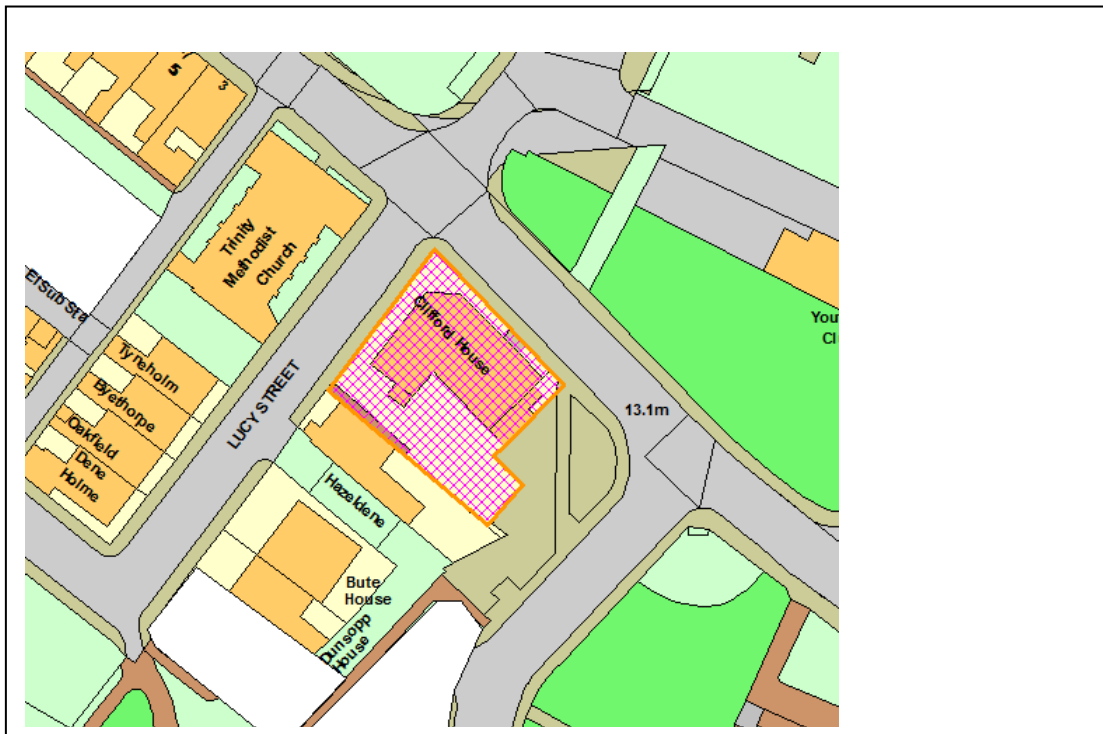 5
3
Trinity
Methodist
Church
El Sub Sta
Tyneholm
Byethorpe
Oakfield
Dene
Holme
LUCY STREET
Clifford House
13.1m
You
Cl
Hazeldene
Bute
House
Dunsopp
House